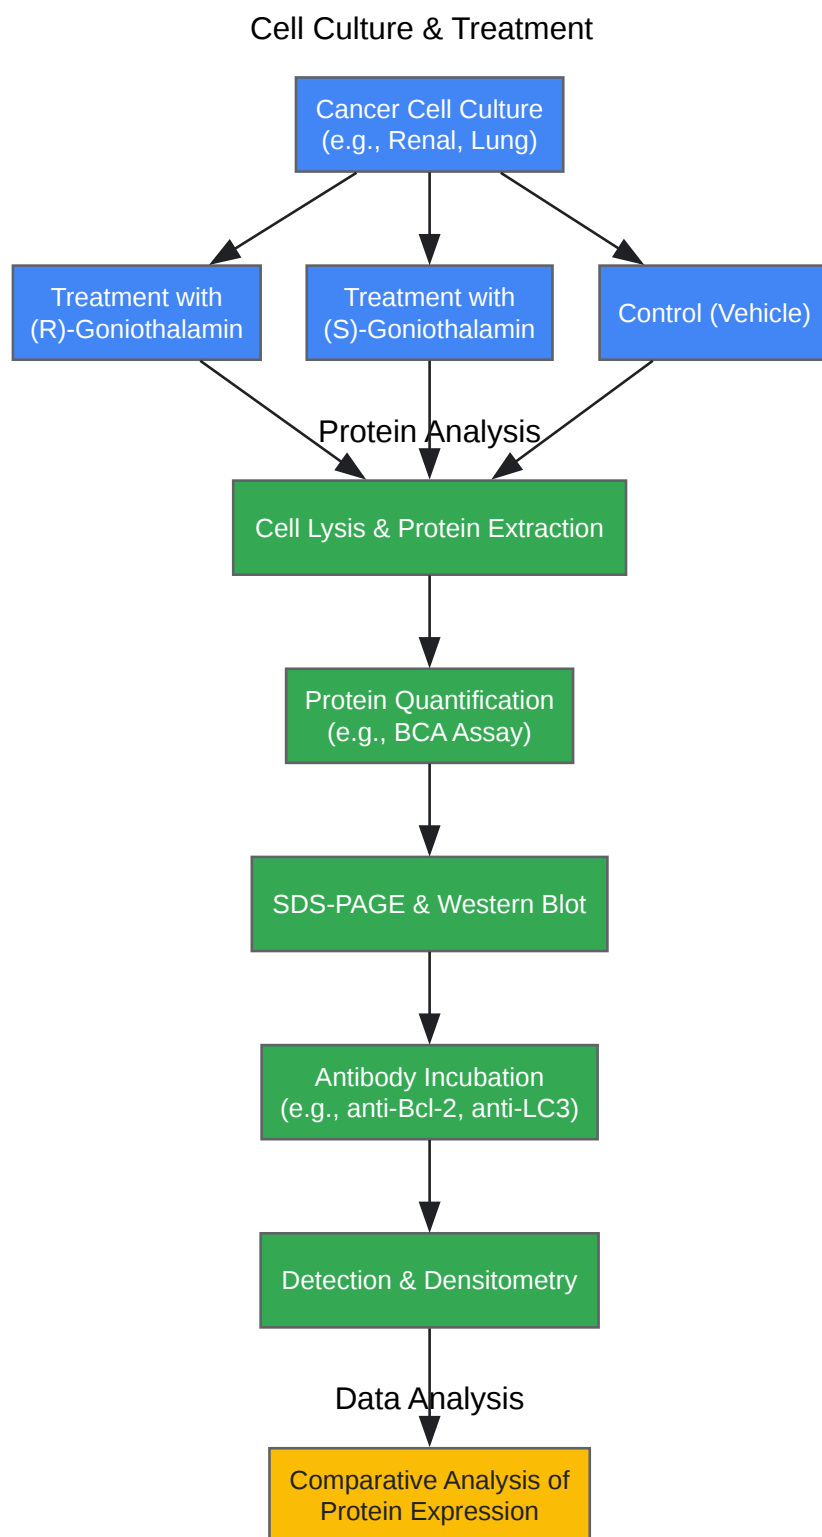 Cell Culture & Treatment
Cancer Cell Culture
(e.g., Renal, Lung)
Treatment with
(R)-Goniothalamin
Treatment with
(S)-Goniothalamin
Control (Vehicle)
Protein Analysis
Cell Lysis & Protein Extraction
Protein Quantification
(e.g., BCA Assay)
SDS-PAGE & Western Blot
Antibody Incubation
(e.g., anti-Bcl-2, anti-LC3)
Detection & Densitometry
Data Analysis
Comparative Analysis of
Protein Expression